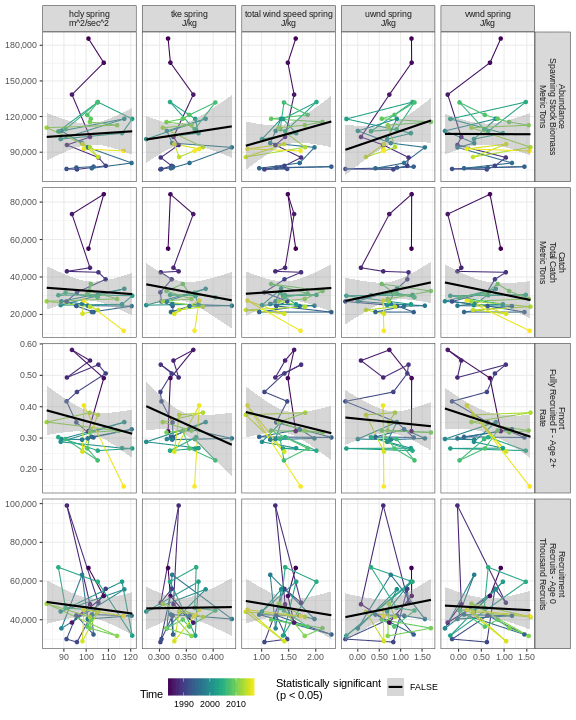 hcly spring
m^2/sec^2
tke spring
J/kg
total wind speed spring
J/kg
uwnd spring
J/kg
vwnd spring
J/kg
180,000
150,000
120,000
90,000
Abundance
Spawning Stock Biomass
Metric Tons
80,000
60,000
40,000
20,000
Catch
Total Catch
Metric Tons
0.60
0.50
0.40
0.30
0.20
Fmort
Fully Recruited F - Age 2+
Rate
100,000
80,000
60,000
40,000
Recruitment
Recruits - Age 0
Thousand Recruits
90 100 110 120
0.300 0.350 0.400
1.00 1.50 2.00
0.00 0.50 1.00 1.50
0.00 0.50 1.00 1.50
Time
1990 2000 2010
Statistically significant
(p < 0.05)
FALSE